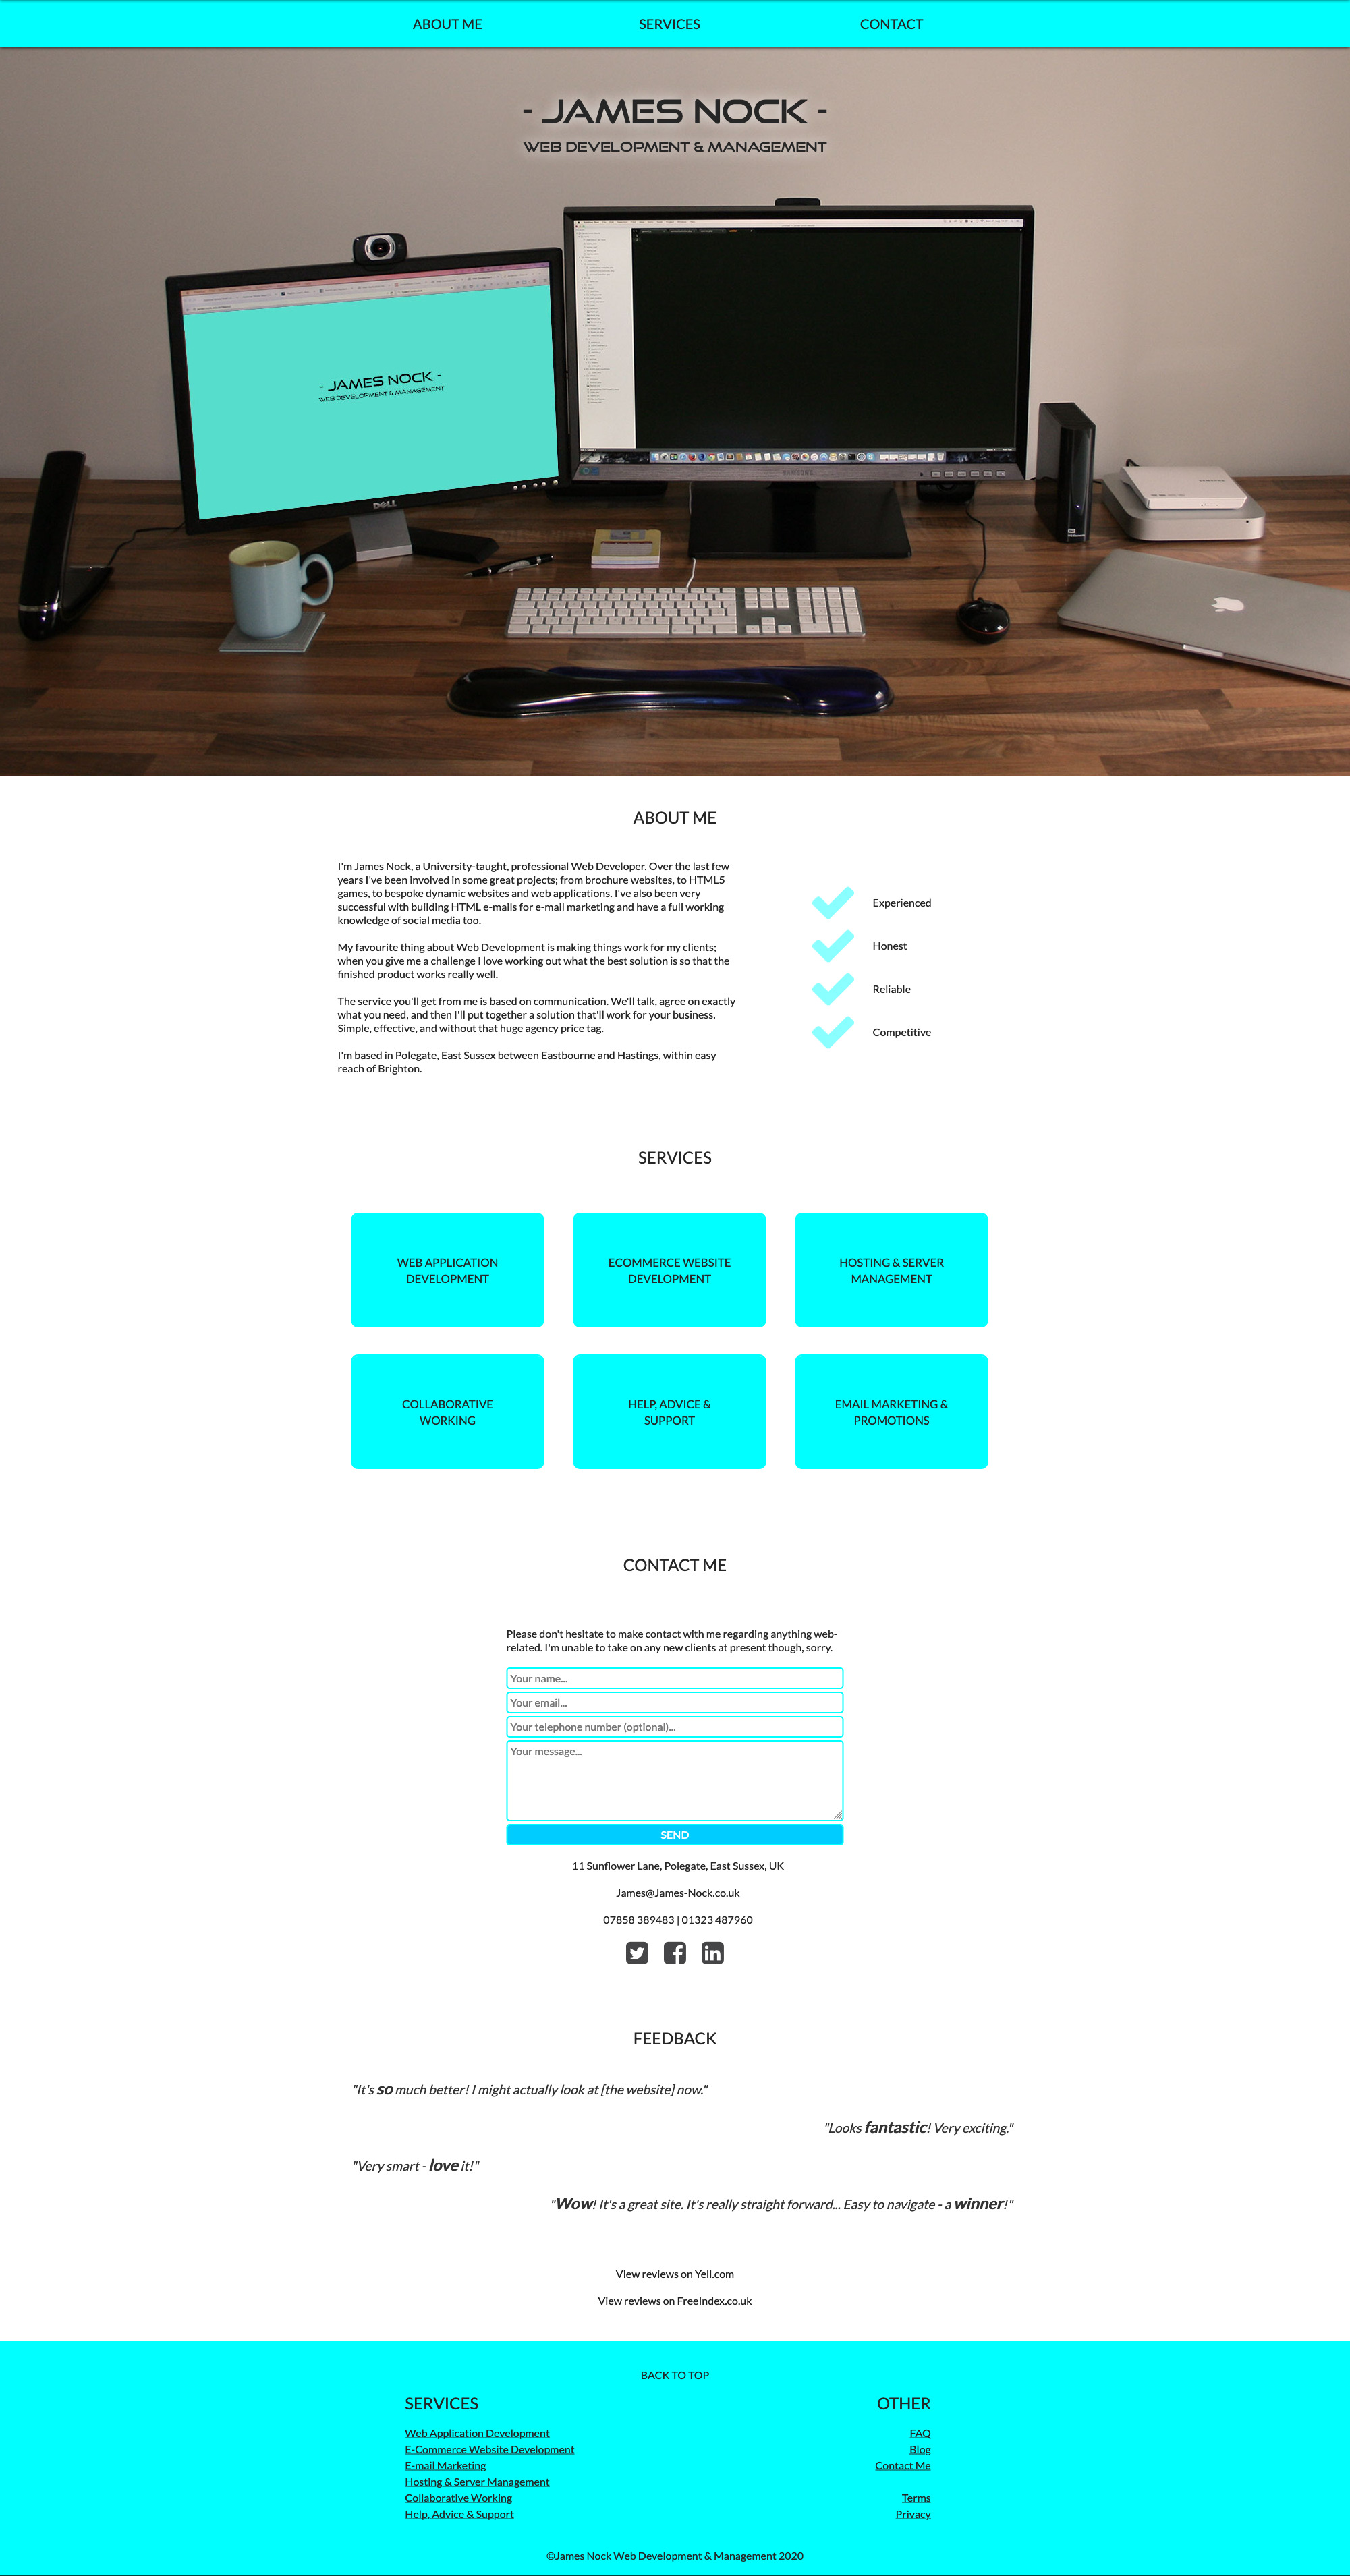 ABOUT ME
SERVICES
CONTACT
- JAMES NOCK -
WEB DEVELOPMENT & MANAGEMENT
- JAMES NOCK -
WEB DEVELOPMENT & MANAGEMENT
DELL
SAMSUNG
ABOUT ME
I'm James Nock, a University-taught, professional Web Developer. Over the last few
years I've been involved in some great projects; from brochure websites, to HTML5
games, to bespoke dynamic websites and web applications. I've also been very
successful with building HTML e-mails for e-mail marketing and have a full working
knowledge of social media too.
My favourite thing about Web Development is making things work for my clients;
when you give me a challenge I love working out what the best solution is so that the
finished product works really well.
The service you'll get from me is based on communication. We'll talk, agree on exactly
what you need, and then I'll put together a solution that'll work for your business.
Simple, effective, and without that huge agency price tag.
I'm based in Polegate, East Sussex between Eastbourne and Hastings, within easy
reach of Brighton.
Experienced
Honest
Reliable
Competitive
SERVICES
WEB APPLICATION
DEVELOPMENT
ECOMMERCE WEBSITE
DEVELOPMENT
HOSTING & SERVER
MANAGEMENT
COLLABORATIVE
WORKING
HELP, ADVICE &
SUPPORT
EMAIL MARKETING &
PROMOTIONS
CONTACT ME
Please don't hesitate to make contact with me regarding anything web-
related. I'm unable to take on any new clients at present though, sorry.
Your name...
Your email...
Your telephone number (optional)...
Your message...
SEND
11 Sunflower Lane, Polegate, East Sussex, UK
James@James-Nock.co.uk
07858 389483 | 01323 487960
FEEDBACK
"It's so much better! I might actually look at [the website] now."
"Looks fantastic! Very exciting."
"Very smart - love it!"
"Wow! It's a great site. It's really straight forward... Easy to navigate - a winner!"
View reviews on Yell.com
View reviews on FreeIndex.co.uk
BACK TO TOP
SERVICES
Web Application Development
E-Commerce Website Development
E-mail Marketing
Hosting & Server Management
Collaborative Working
Help, Advice & Support
OTHER
FAQ
Blog
Contact Me
Terms
Privacy
©James Nock Web Development & Management 2020